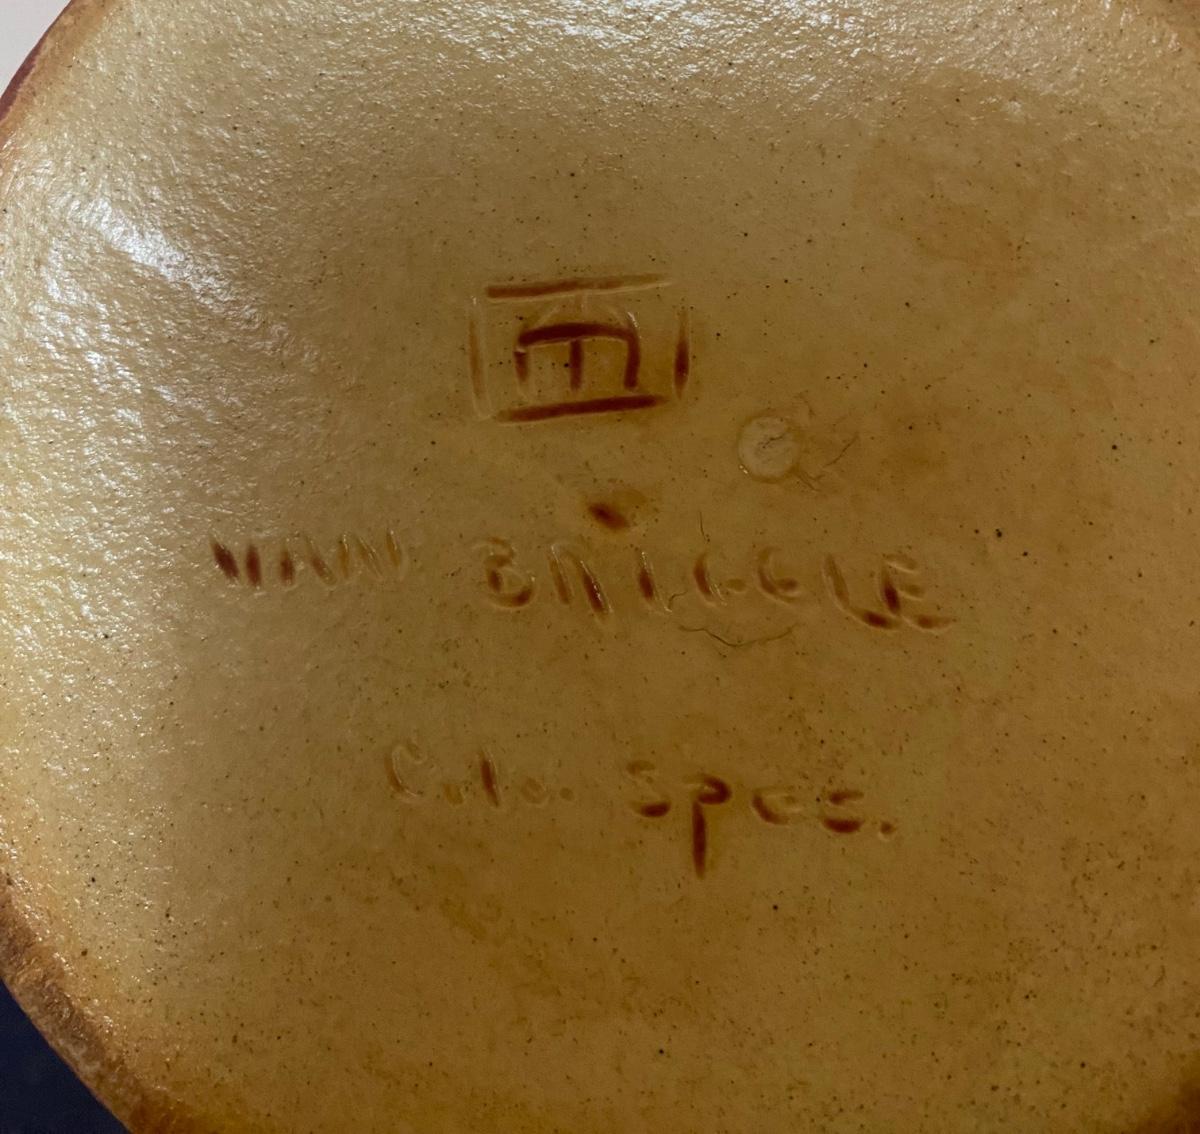 VAN BRIGGLE
Colo. Spgs.